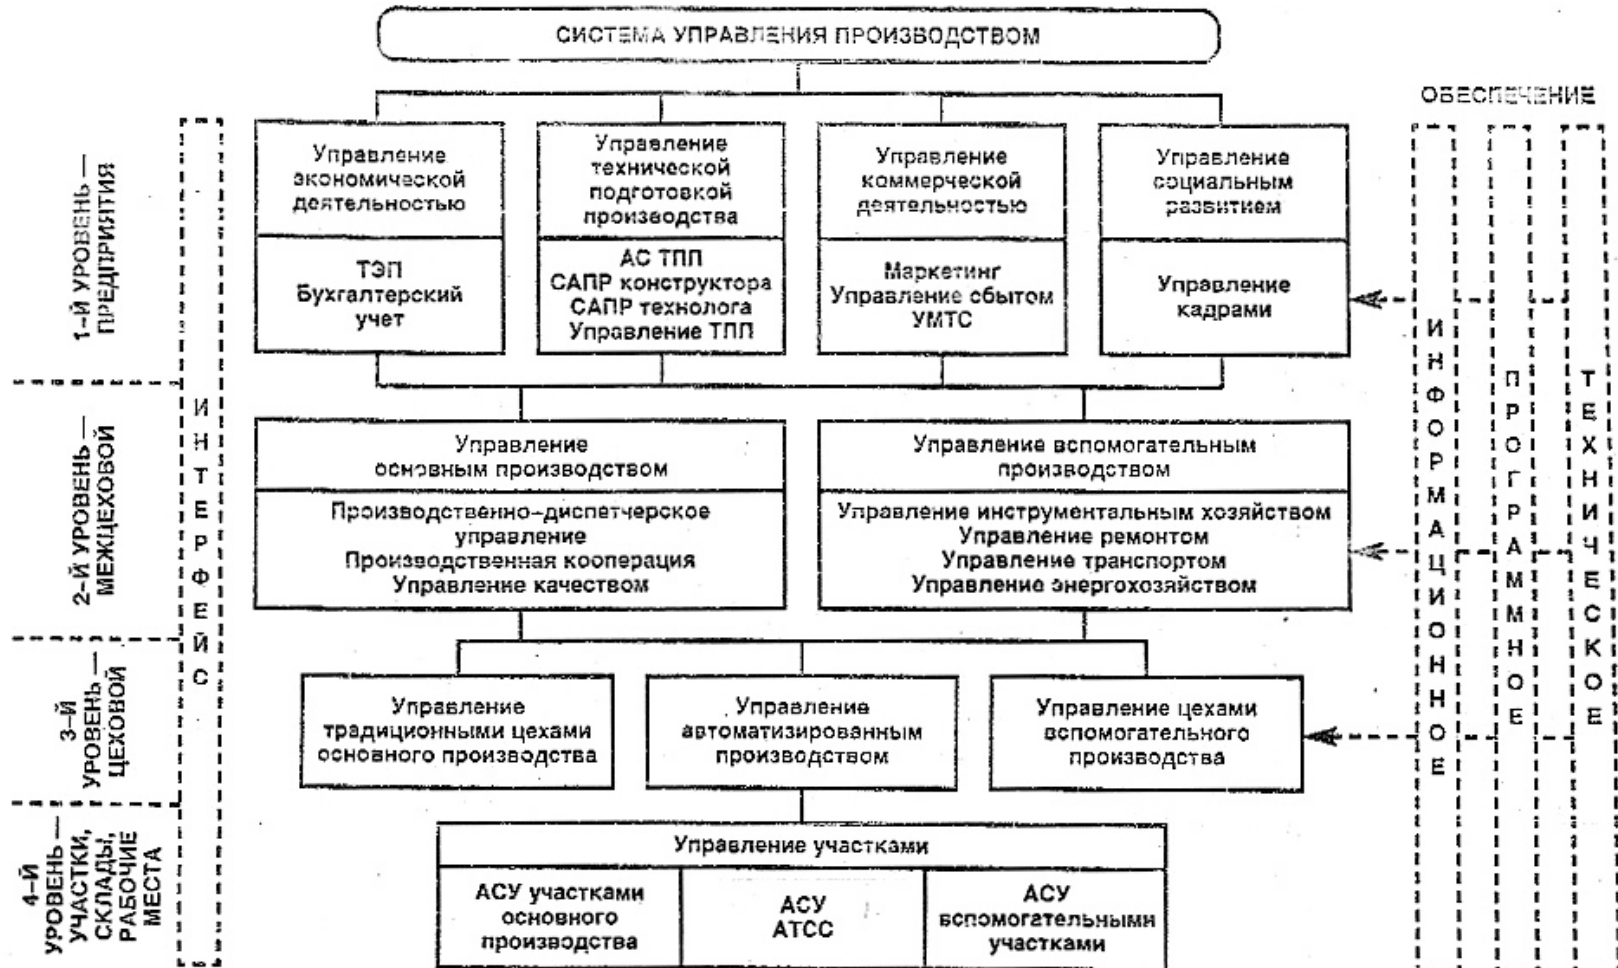 СИСТЕМА УПРАВЛЕНИЯ ПРОИЗВОДСТВОМ
ОБЕСПЕЧЕНИЕ
1-Й УРОВЕНЬ—
ПРЕДПРИЯТИЯ
Управление
экономической
деятельностью
ТЭП
Бухгалтерский
учет
Управление
технической
подготовкой
производства
АС ТПП
САПР конструктора
САПР технолога
Управление ТПП
Управление
коммерческой
деятельностью
Маркетинг
Управление сбытом
УМТС
Управление
социальным
развитием
Управление
кадрами
2-Й УРОВЕНЬ—
МЕЖЦЕХОВОЙ
Управление
основным производством
Производственно-диспетчерское
управление
Производственная кооперация
Управление качеством
Управление вспомогательным
производством
Управление инструментальным хозяйством
Управление ремонтом
Управление транспортом
Управление энергохозяйством
3-Й
УРОВЕНЬ—
ЦЕХОВОЙ
Управление
традиционными цехами
основного производства
Управление
автоматизированным
производством
Управление цехами
вспомогательного
производства
4-Й
УРОВЕНЬ—
УЧАСТКИ,
СКЛАДЫ,
РАБОЧИЕ
МЕСТА
Управление участками
АСУ участками
основного
производства
АСУ
АТСС
АСУ
вспомогательными
участками
ИНТЕРФЕЙС
ИНФОРМАЦИОННОЕ
ПРОГРАММНОЕ
ТЕХНИЧЕСКОЕ